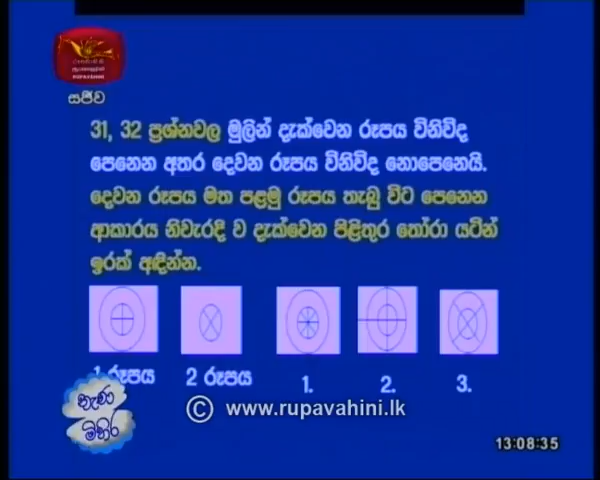 සජීව
31, 32 ප්‍රශ්නවල මුලින් දැක්වෙන රූපය විනිවිද
පෙනෙන අතර දෙවන රූපය විනිවිද නොපෙනෙයි.
දෙවන රූපය මත පළමු රූපය තැබූ විට පෙනෙන
ආකාරය නිවැරදි ව දැක්වෙන පිළිතුර තෝරා යටින්
ඉරක් අඳින්න.
1 රූපය 2 රූපය 1. 2. 3.
නැණ
මිහිර
© www.rupavahini.lk
13:08:35